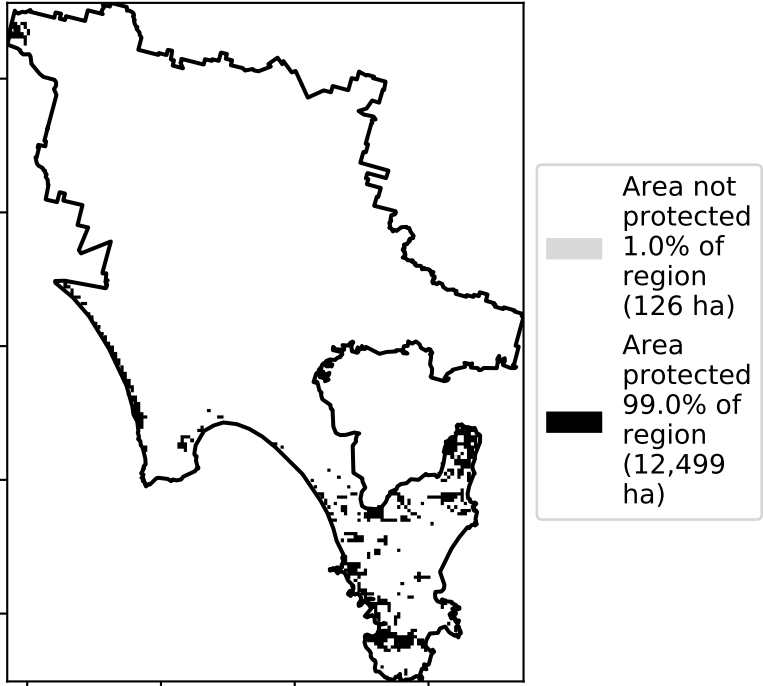 Area not
protected
1.0% of
region
(126 ha)
Area
protected
99.0% of
region
(12,499
ha)